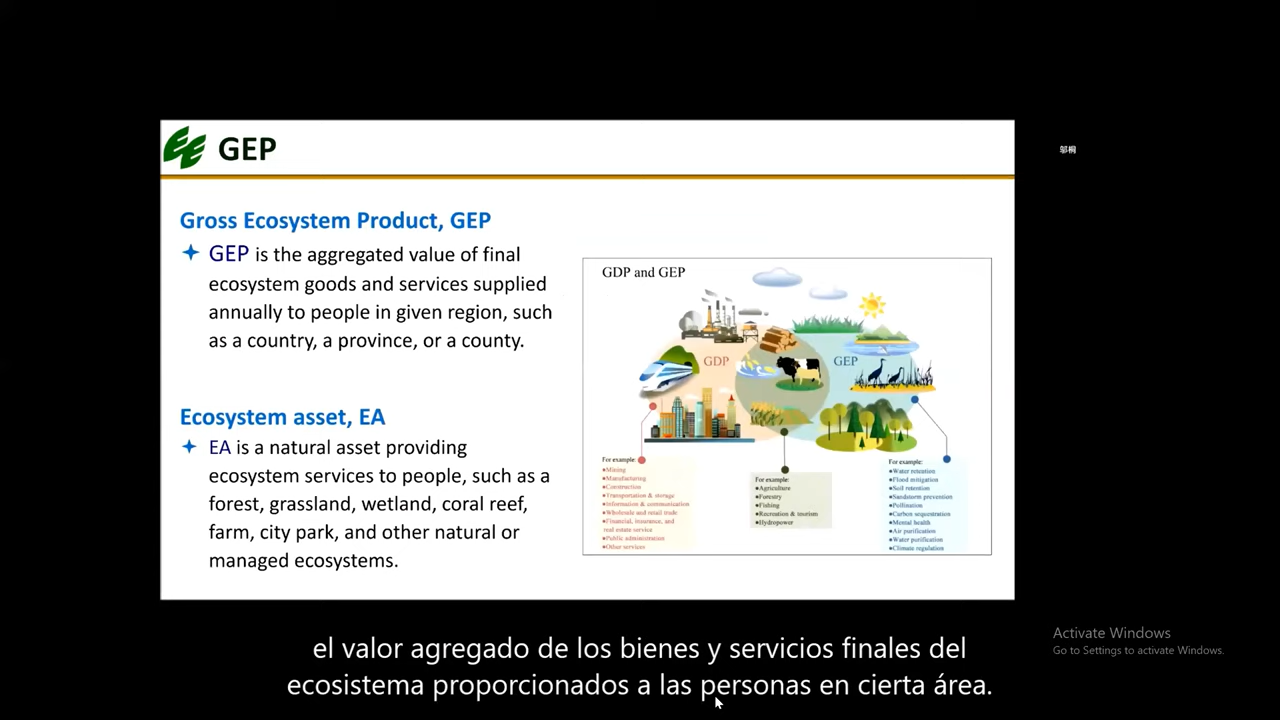 GEP
邹桐
Gross Ecosystem Product, GEP
GEP is the aggregated value of final
ecosystem goods and services supplied
annually to people in given region, such
as a country, a province, or a county.
Ecosystem asset, EA
EA is a natural asset providing
ecosystem services to people, such as a
forest, grassland, wetland, coral reef,
farm, city park, and other natural or
managed ecosystems.
GDP and GEP
GDP
GEP
For example:
•Mining
•Manufacturing
•Construction
•Transportation & storage
•Information & communication
•Wholesale and retail trade
•Financial, insurance, and
real estate service
•Public administration
•Other services
For example:
•Agriculture
•Forestry
•Fishing
•Recreation & tourism
•Hydropower
For example:
•Water retention
•Flood mitigation
•Soil retention
•Sandstorm prevention
•Pollination
•Carbon sequestration
•Mental health
•Air purification
•Water purification
•Climate regulation
el valor agregado de los bienes y servicios finales del
ecosistema proporcionados a las personas en cierta área.
Activate Windows
Go to Settings to activate Windows.